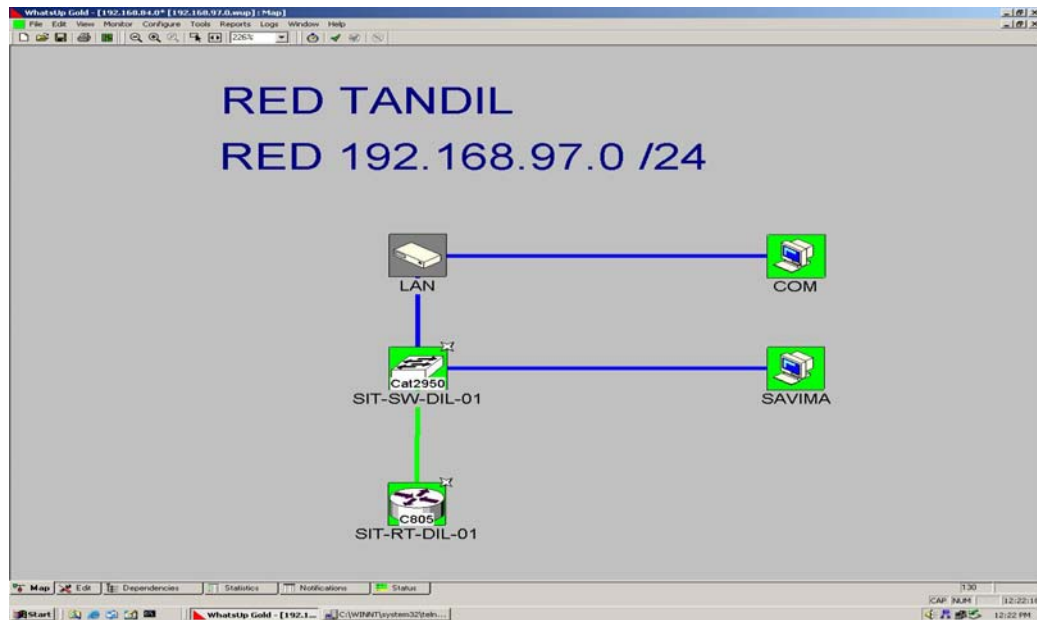 WhatsUp Gold - [192.168.84.0* [192.168.97.0.wup] : Map]
File Edit View Monitor Configure Tools Reports Logs Window Help
226%
RED TANDIL
RED 192.168.97.0 /24
LAN
COM
Cat2950
SIT-SW-DIL-01
SAVIMA
C805
SIT-RT-DIL-01
Map Edit Dependencies Statistics Notifications Status
130
CAP NUM 12:22:18
Start WhatsUp Gold - [192.1... C:\WINNT\system32\teln... 12:22 PM